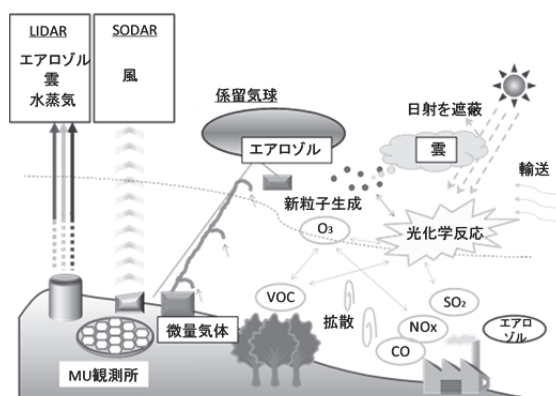 LIDAR
エアロゾル
雲
水蒸気
SODAR
風
係留気球
エアロゾル
日射を遮蔽
雲
輸送
新粒子生成
O₃
光化学反応
VOC
拡散
SO₂
NOx
CO
エアロ
ゾル
微量気体
MU観測所